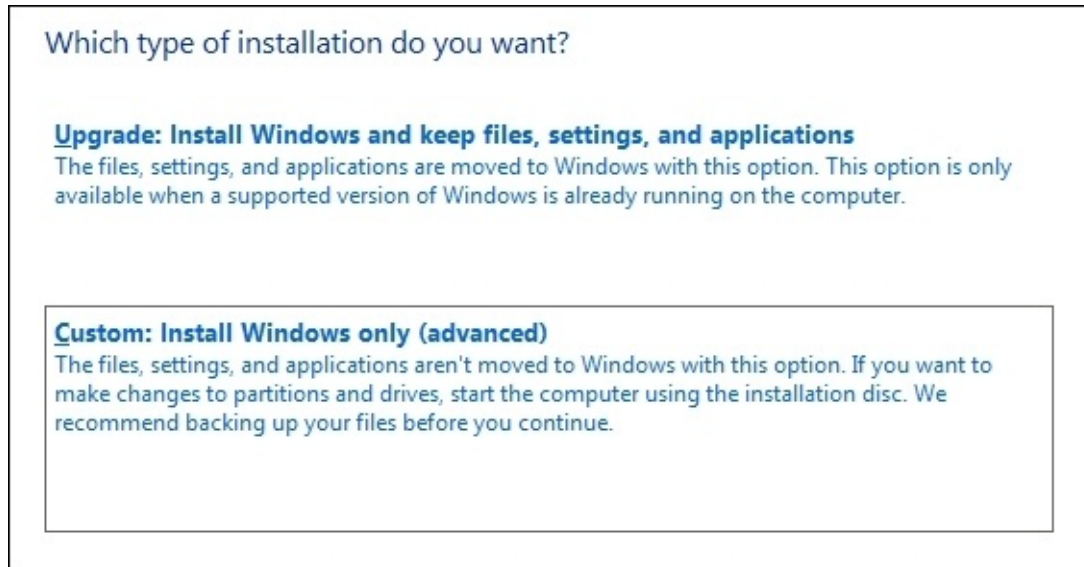 Which type of installation do you want?
Upgrade: Install Windows and keep files, settings, and applications
The files, settings, and applications are moved to Windows with this option. This option is only
available when a supported version of Windows is already running on the computer.
Custom: Install Windows only (advanced)
The files, settings, and applications aren't moved to Windows with this option. If you want to
make changes to partitions and drives, start the computer using the installation disc. We
recommend backing up your files before you continue.